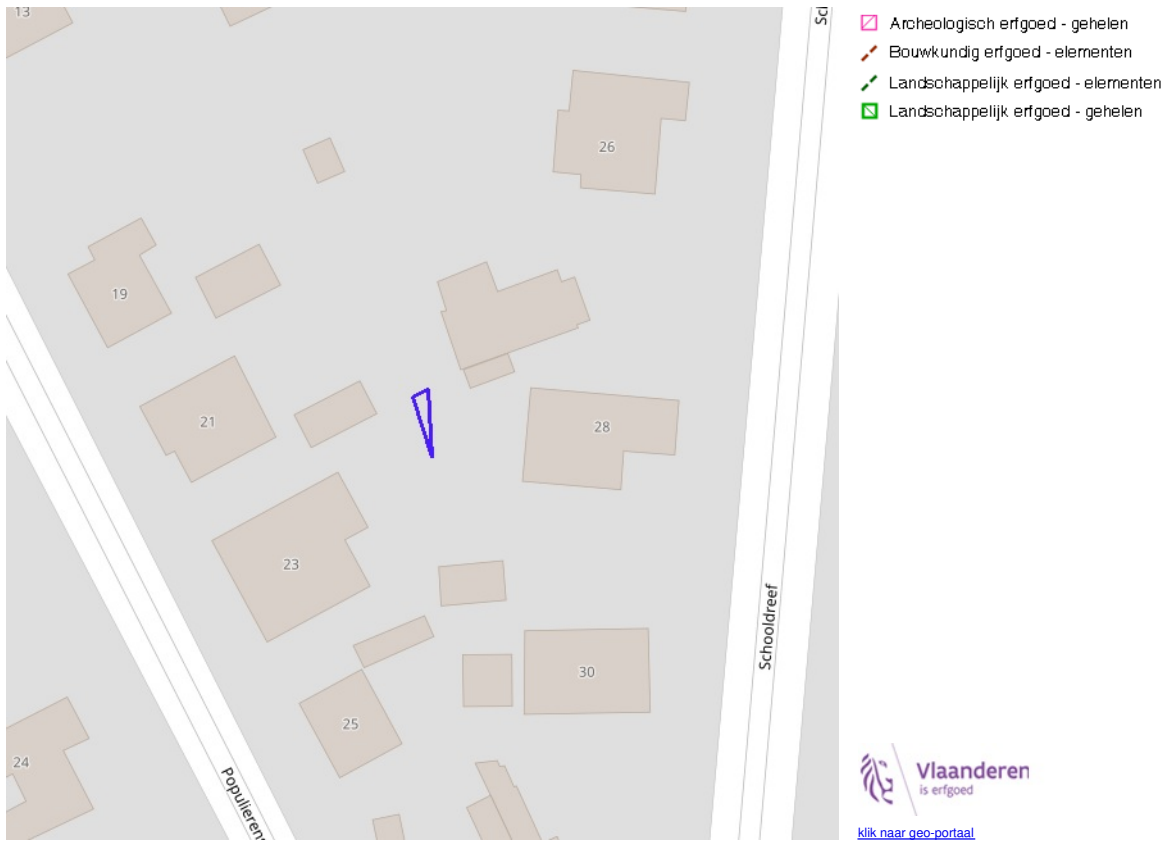 13
Scl
26
19
21
28
23
30
25
24
Schooldreef
Populieren
Archeologisch erfgoed - gehelen
Bouwkundig erfgoed - elementen
Landschappelijk erfgoed - elementen
Landschappelijk erfgoed - gehelen
Vlaanderen
is erfgoed
klik naar geo-portaal